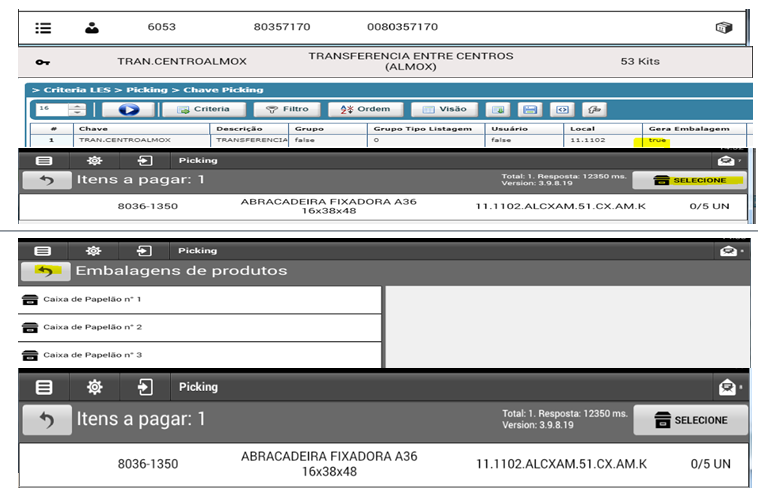 6053 80357170 0080357170
TRAN.CENTROALMOX TRANSFERENCIA ENTRE CENTROS (ALMOX) 53 Kits
> Criteria LES > Picking > Chave Picking
16 Criteria Filtro Ordem Visão
# Chave Descrição Grupo Grupo Tipo Listagem Usuário Local Gera Embalagem
1 TRAN.CENTROALMOX TRANSFERENCIA false 0 false 11.1102 true
Picking
Itens a pagar: 1 Total: 1. Resposta: 12350 ms. SELECIONE
Version: 3.9.8.19
8036-1350 ABRACADEIRA FIXADORA A36 11.1102.ALCXAM.51.CX.AM.K 0/5 UN
16x38x48
Picking
Embalagens de produtos
Caixa de Papelão n° 1
Caixa de Papelão n° 2
Caixa de Papelão n° 3
Picking
Itens a pagar: 1 Total: 1. Resposta: 12350 ms. SELECIONE
Version: 3.9.8.19
8036-1350 ABRACADEIRA FIXADORA A36 11.1102.ALCXAM.51.CX.AM.K 0/5 UN
16x38x48